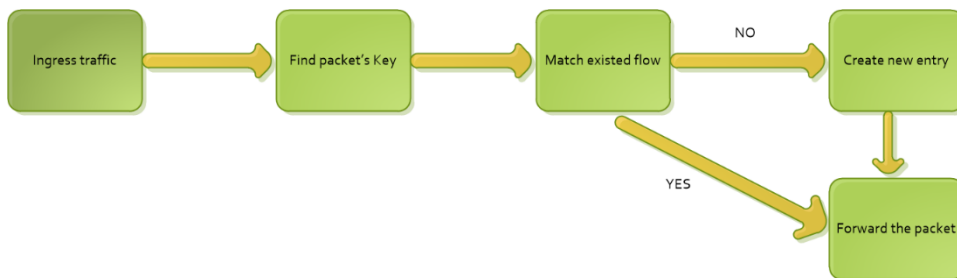 NO
Ingress traffic
Find packet's Key
Match existed flow
Create new entry
YES
Forward the packet